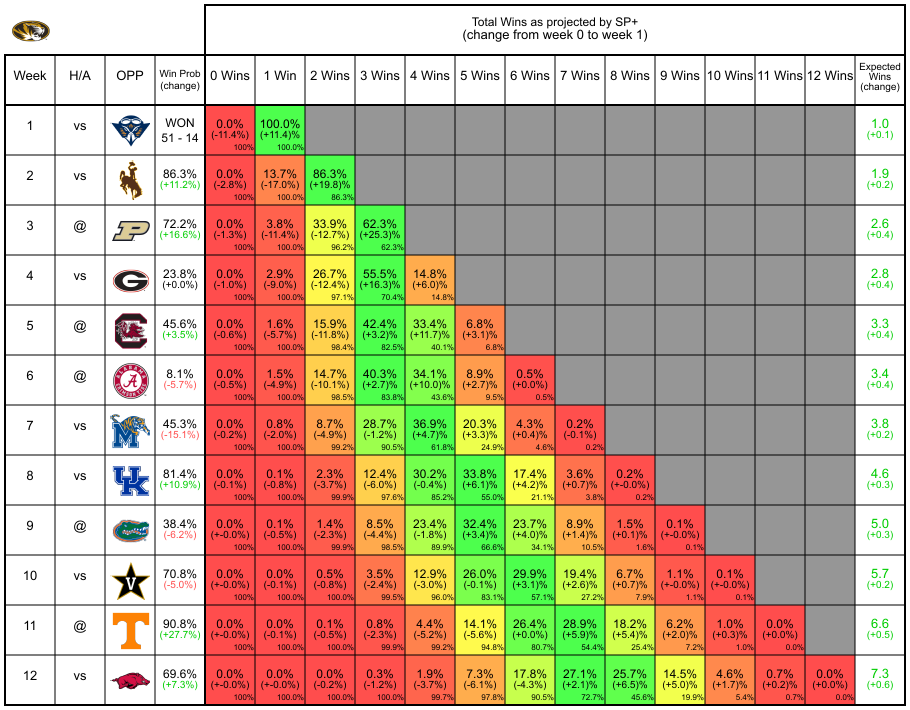 Total Wins as projected by SP+
(change from week 0 to week 1)
Week H/A OPP Win Prob (change) 0 Wins 1 Win 2 Wins 3 Wins 4 Wins 5 Wins 6 Wins 7 Wins 8 Wins 9 Wins 10 Wins 11 Wins 12 Wins Expected Wins (change)
1 vs WON 0.0% 100.0% 1.0
51 - 14 (-11.4%) (+11.4)% (+0.1)
100% 100.0%
2 vs 86.3% 0.0% 13.7% 86.3% 1.9
(+11.2%) (-2.8%) (-17.0%) (+19.8)% (+0.2)
100% 100.0% 86.3%
3 @ 72.2% 0.0% 3.8% 33.9% 62.3% 2.6
(+16.6%) (-1.3%) (-11.4%) (-12.7%) (+25.3)% (+0.4)
100% 100.0% 96.2% 62.3%
4 vs 23.8% 0.0% 2.9% 26.7% 55.5% 14.8% 2.8
(+0.0%) (-1.0%) (-9.0%) (-12.4%) (+16.3)% (+6.0)% (+0.4)
100% 100.0% 97.1% 70.4% 14.8%
5 @ 45.6% 0.0% 1.6% 15.9% 42.4% 33.4% 6.8% 3.3
(+3.5%) (-0.6%) (-5.7%) (-11.8%) (+3.2)% (+11.7)% (+3.1)% (+0.4)
100% 100.0% 98.4% 82.5% 40.1% 6.8%
6 @ 8.1% 0.0% 1.5% 14.7% 40.3% 34.1% 8.9% 0.5% 3.4
(-5.7%) (-0.5%) (-4.9%) (-10.1%) (+2.7)% (+10.0)% (+2.7)% (+0.0)% (+0.4)
100% 100.0% 98.5% 83.8% 43.6% 9.5% 0.5%
7 vs 45.3% 0.0% 0.8% 8.7% 28.7% 36.9% 20.3% 4.3% 0.2% 3.8
(-15.1%) (-0.2%) (-2.0%) (-4.9%) (-1.2%) (+4.7)% (+3.3)% (+0.4)% (-0.1)% (+0.2)
100% 100.0% 99.2% 90.5% 61.8% 24.9% 4.6% 0.2%
8 vs 81.4% 0.0% 0.1% 2.3% 12.4% 30.2% 33.8% 17.4% 3.6% 0.2% 4.6
(+10.9%) (-0.1%) (-0.8%) (-3.7%) (-6.0%) (-0.4%) (+6.1)% (+4.2)% (+0.7)% (+-0.0)% (+0.3)
100% 100.0% 99.9% 97.6% 85.2% 55.0% 21.1% 3.8% 0.2%
9 @ 38.4% 0.0% 0.1% 1.4% 8.5% 23.4% 32.4% 23.7% 8.9% 1.5% 0.1% 5.0
(-6.2%) (+-0.0%) (-0.5%) (-2.3%) (-4.4%) (-1.8%) (+3.4)% (+4.0)% (+1.4)% (+0.1)% (+-0.0)% (+0.3)
100% 100.0% 99.9% 98.5% 89.9% 66.6% 34.1% 10.5% 1.6% 0.1%
10 vs 70.8% 0.0% 0.0% 0.5% 3.5% 12.9% 26.0% 29.9% 19.4% 6.7% 1.1% 0.1% 5.7
(-5.0%) (+-0.0%) (-0.1%) (-0.8%) (-2.4%) (-3.0%) (-0.1%) (+3.1)% (+2.6)% (+0.7)% (+-0.0)% (+-0.0)% (+0.2)
100% 100.0% 100.0% 99.5% 96.0% 83.1% 57.1% 27.2% 7.9% 1.1% 0.1%
11 @ 90.8% 0.0% 0.0% 0.1% 0.8% 4.4% 14.1% 26.4% 28.9% 18.2% 6.2% 1.0% 0.0% 6.6
(+27.7%) (+-0.0%) (-0.1%) (-0.5%) (-2.3%) (-5.2%) (-5.6%) (+0.0)% (+5.9)% (+5.4)% (+2.0)% (+0.3)% (+0.0)% (+0.5)
100% 100.0% 100.0% 99.9% 99.2% 94.8% 80.7% 54.4% 25.4% 7.2% 1.0% 0.0%
12 vs 69.6% 0.0% 0.0% 0.0% 0.3% 1.9% 7.3% 17.8% 27.1% 25.7% 14.5% 4.6% 0.7% 0.0% 7.3
(+7.3%) (+-0.0%) (+-0.0%) (-0.2%) (-1.2%) (-3.7%) (-6.1%) (-4.3%) (+2.1)% (+6.5)% (+5.0)% (+1.7)% (+0.2)% (+0.0)% (+0.6)
100% 100.0% 100.0% 100.0% 99.7% 97.8% 90.5% 72.7% 45.6% 19.9% 5.4% 0.7% 0.0%